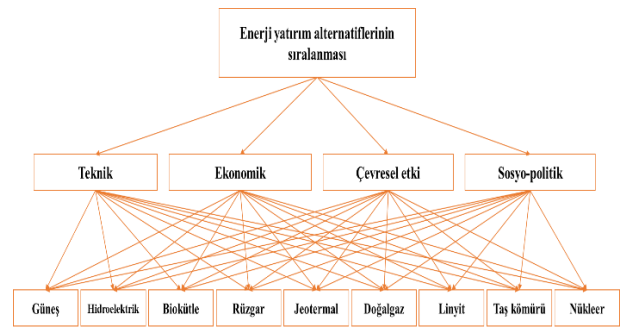 Enerji yatırım alternatiflerinin
sıralanması
Teknik
Ekonomik
Çevresel etki
Sosyo-politik
Güneş
Hidroelektrik
Biokütle
Rüzgar
Jeotermal
Doğalgaz
Linyit
Taş kömürü
Nükleer